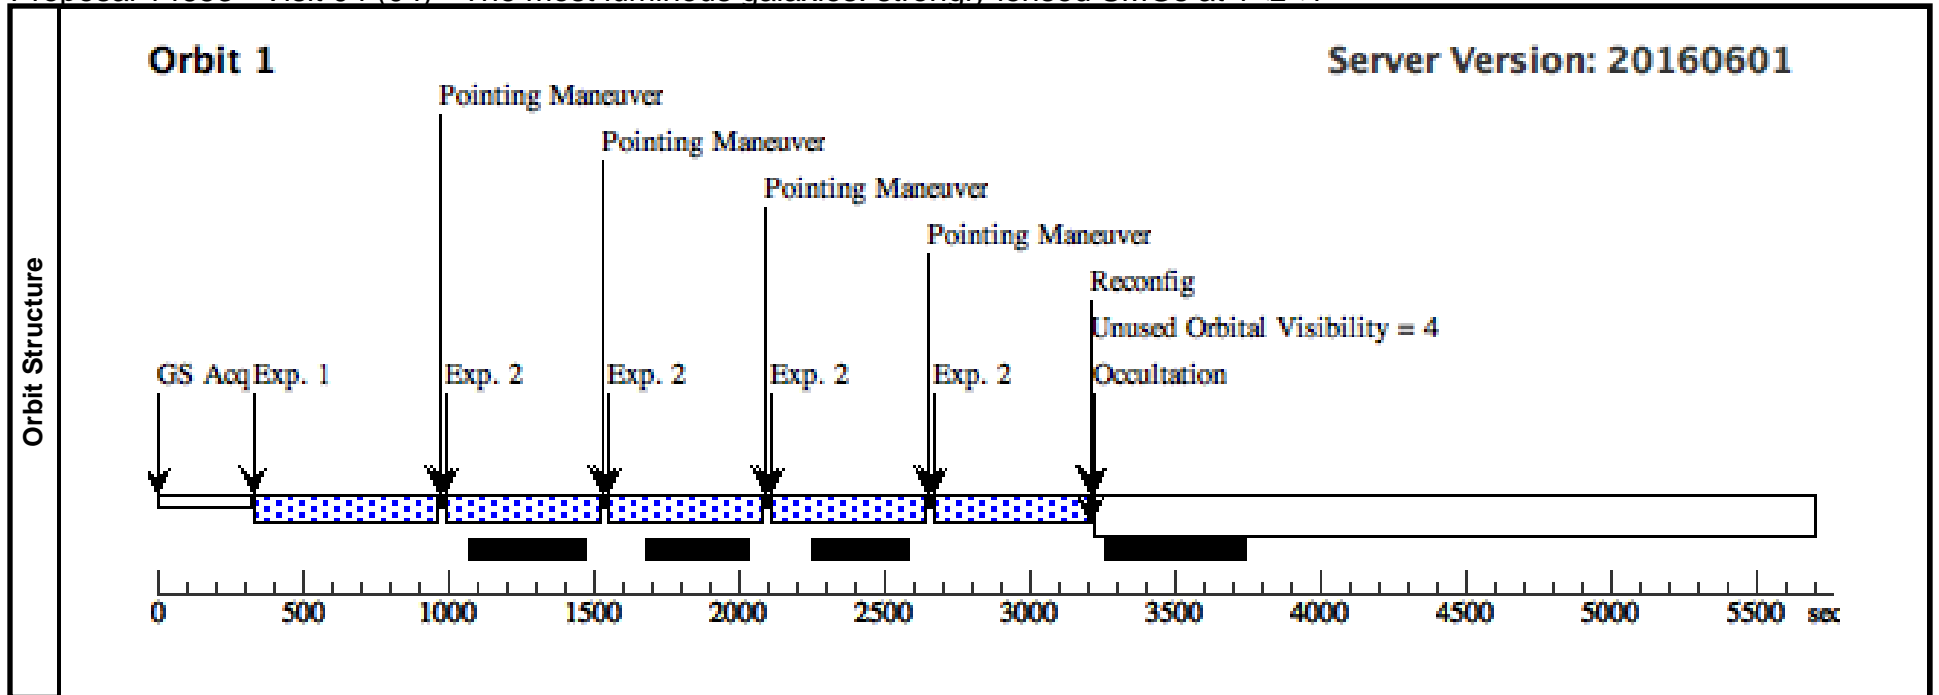 Orbit Structure
Orbit 1
Server Version: 20160601
Pointing Maneuver
Pointing Maneuver
Pointing Maneuver
Pointing Maneuver
Reconfig
Unused Orbital Visibility = 4
GS Acq Exp. 1 Exp. 2 Exp. 2 Exp. 2 Exp. 2 Occultation
0 500 1000 1500 2000 2500 3000 3500 4000 4500 5000 5500 sec